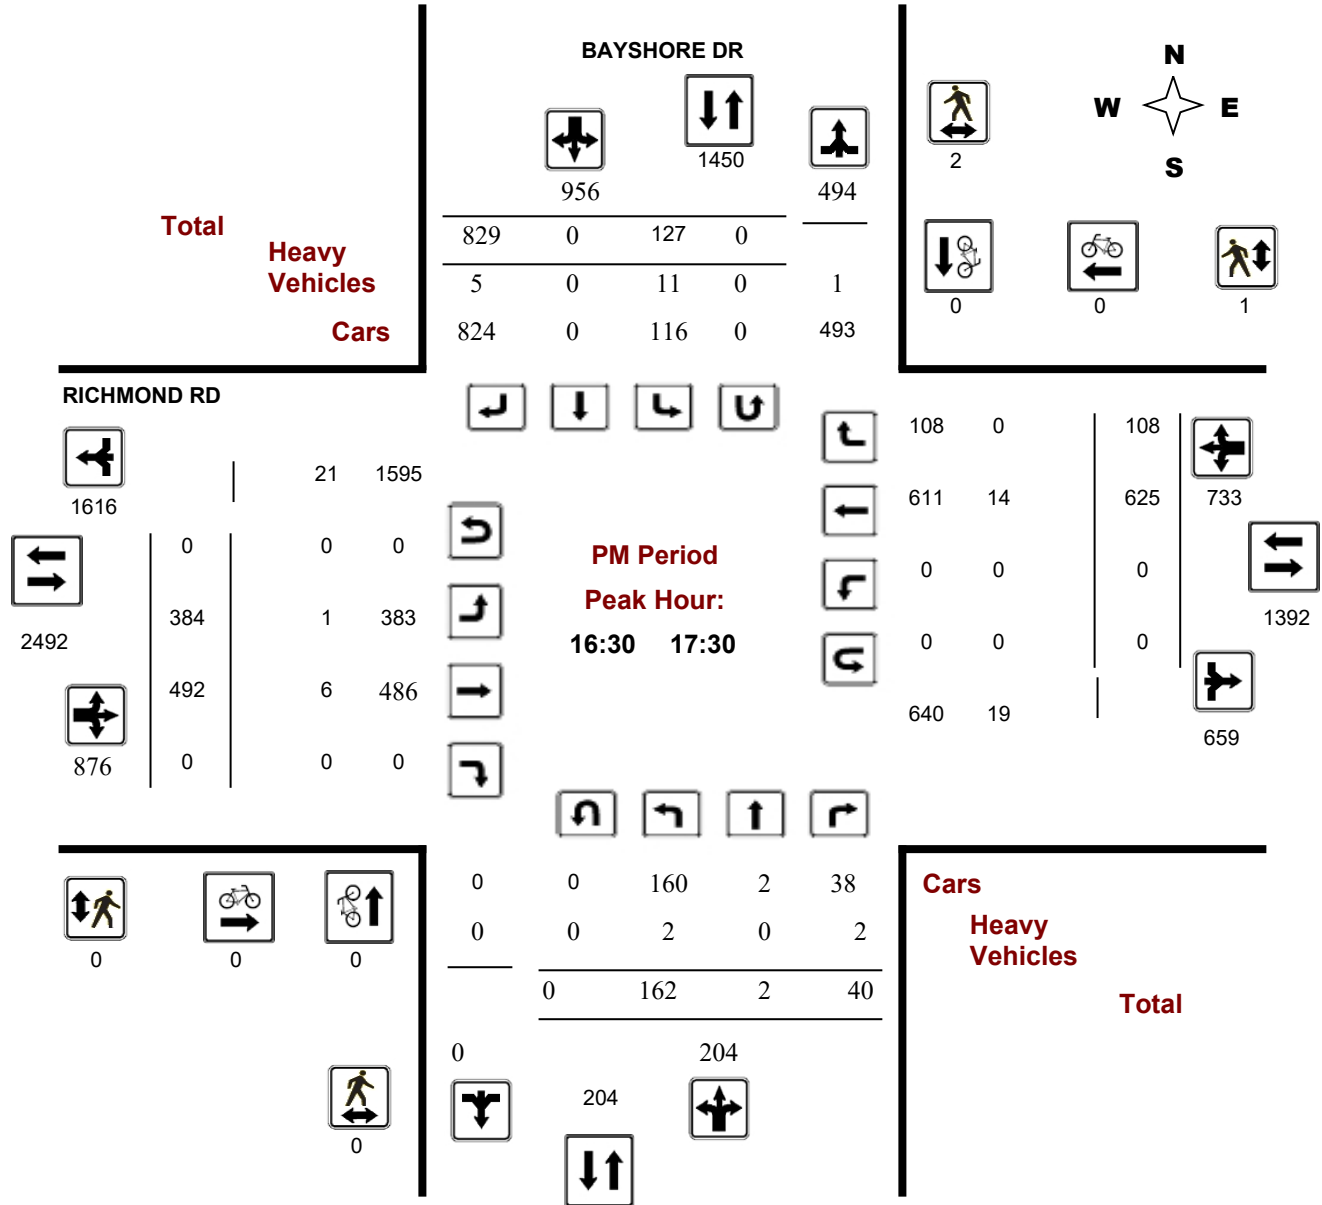 BAYSHORE DR
N
W E
S
1450
2
956 494
Total
829 0 127 0
Heavy
Vehicles
5 0 11 0 1
0 0 1
Cars
824 0 116 0 493
RICHMOND RD
108 0 108
21 1595
1616
611 14 625 733
0 0 0
PM Period
0 0 0
384 1 383
Peak Hour:
1392
2492
16:30 17:30
0 0 0
492 6 486
640 19
659
876 0 0 0
0 0 160 2 38
Cars
0 0 2 0 2
Heavy
Vehicles
0 0 0
0 162 2 40
Total
0 204
204
0